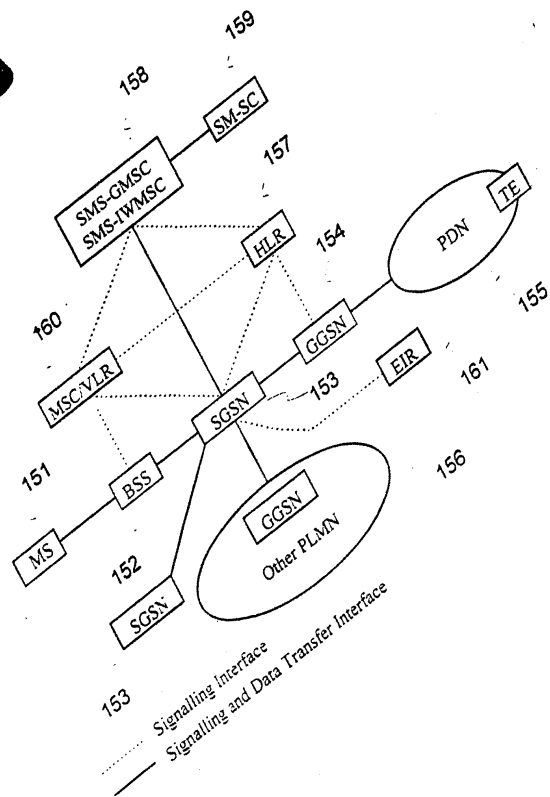 159
158
SM-SC
157
SMS-GMSC
SMS-IWMSC
HLR
154
TE
PDN
160
GGSN
155
MSC/VLR
EIR
153
SGSN
161
151
BSS
156
GGSN
MS
Other PLMN
152
SGSN
153
Signalling Interface
Signalling and Data Transfer Interface